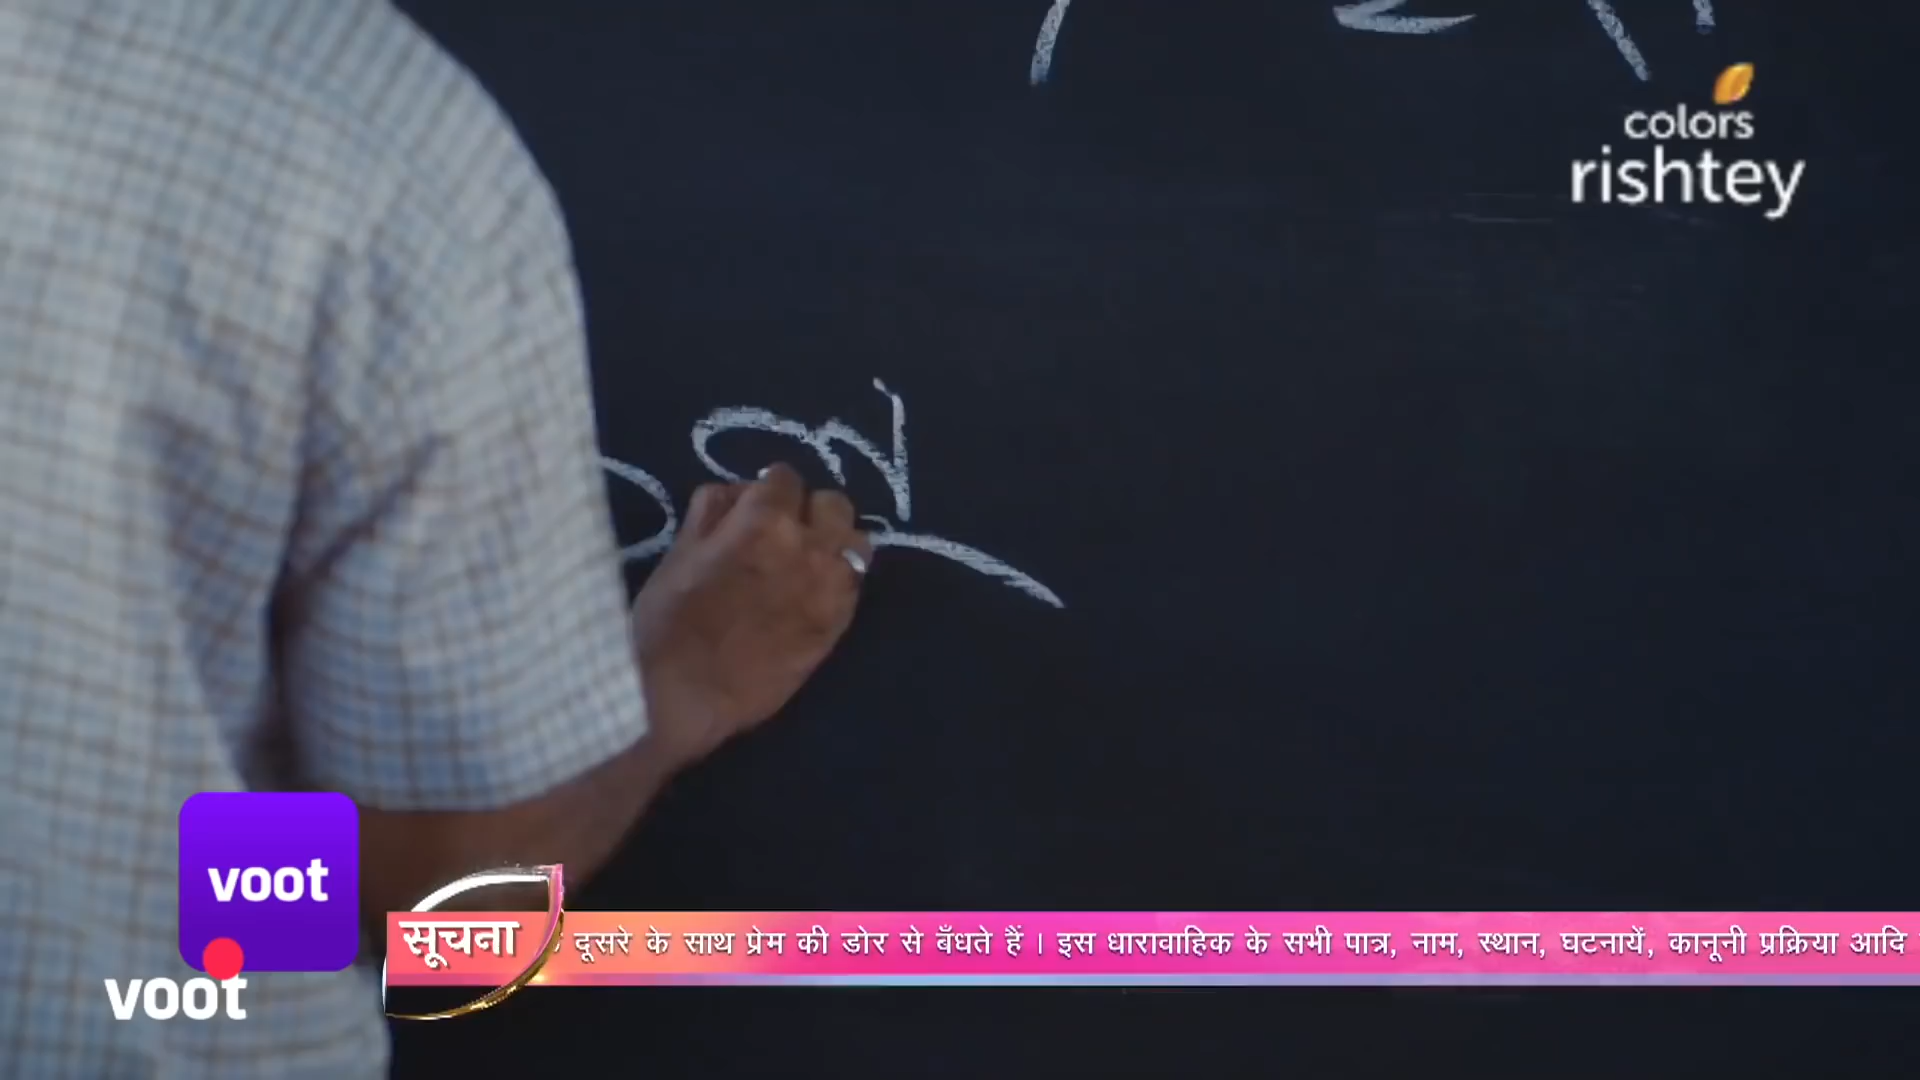 colors
rishtey
voot
voot
सूचना
दूसरे के साथ प्रेम की डोर से बँधते हैं । इस धारावाहिक के सभी पात्र, नाम, स्थान, घटनायें, कानूनी प्रक्रिया आदि